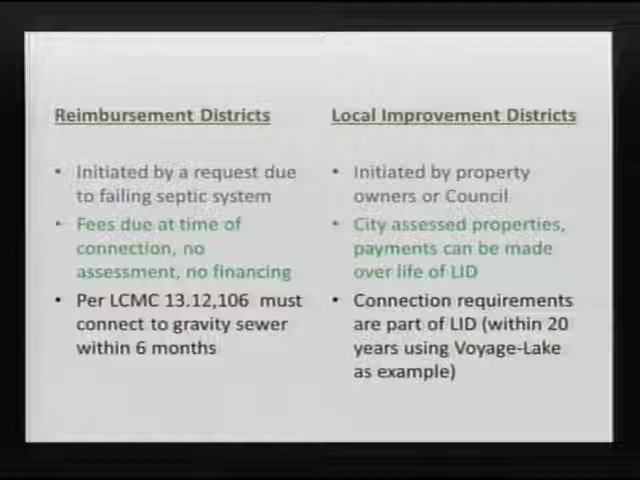 Reimbursement Districts
• Initiated by a request due
to failing septic system
• Fees due at time of
connection, no
assessment, no financing
• Per LCMC 13.12,106 must
connect to gravity sewer
within 6 months
Local Improvement Districts
• Initiated by property
owners or Council
• City assessed properties,
payments can be made
over life of LID
• Connection requirements
are part of LID (within 20
years using Voyage-Lake
as example)